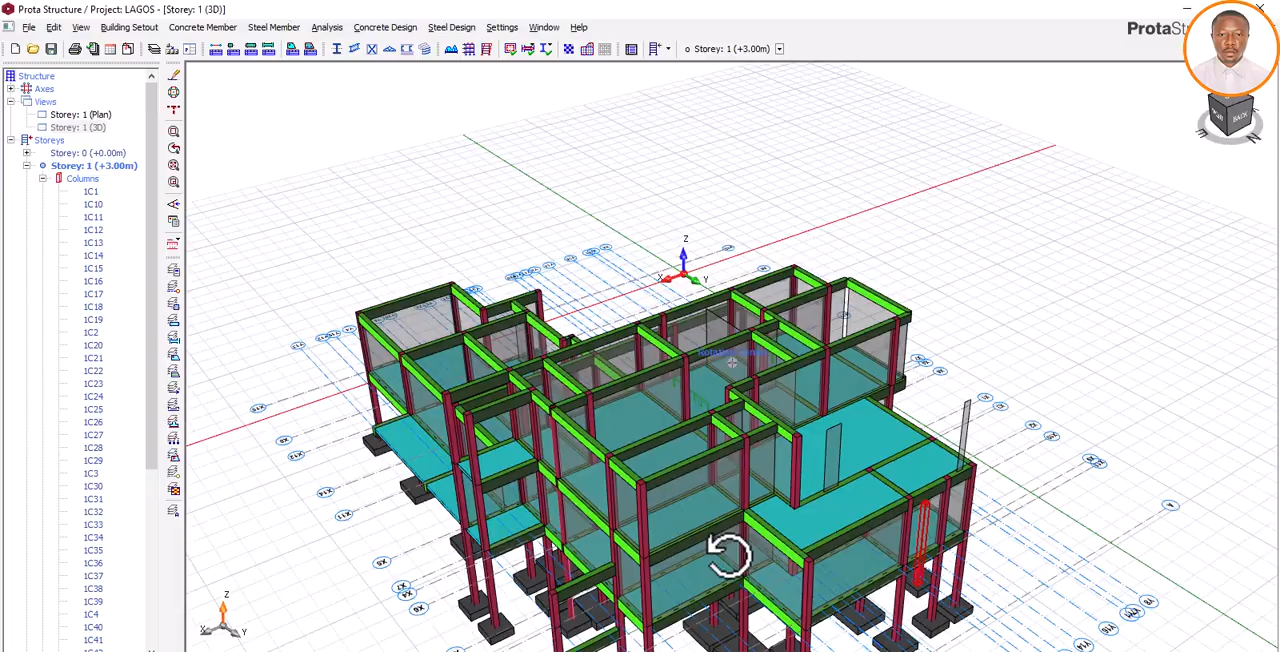 Prota Structure / Project: LAGOS - [Storey: 1 (3D)]
File Edit View Building Setout Concrete Member Steel Member Analysis Concrete Design Steel Design Systems Settings Window Help
Storey: 1 (+3.00m)
Structure
Axes
Views
Storey: 1 (Plan)
Storey: 1 (3D)
Storeys
Storey: 0 (+0.00m)
Storey: 1 (+3.00m)
Columns
1C1
1C10
1C11
1C12
1C13
1C14
1C15
1C16
1C17
1C18
1C19
1C2
1C20
1C21
1C22
1C23
1C24
1C25
1C26
1C27
1C28
1C29
1C3
1C30
1C31
1C32
1C33
1C34
1C35
1C36
1C37
1C38
1C39
1C4
1C40
1C41
Z
X
Y
BACK
Z
X
Y